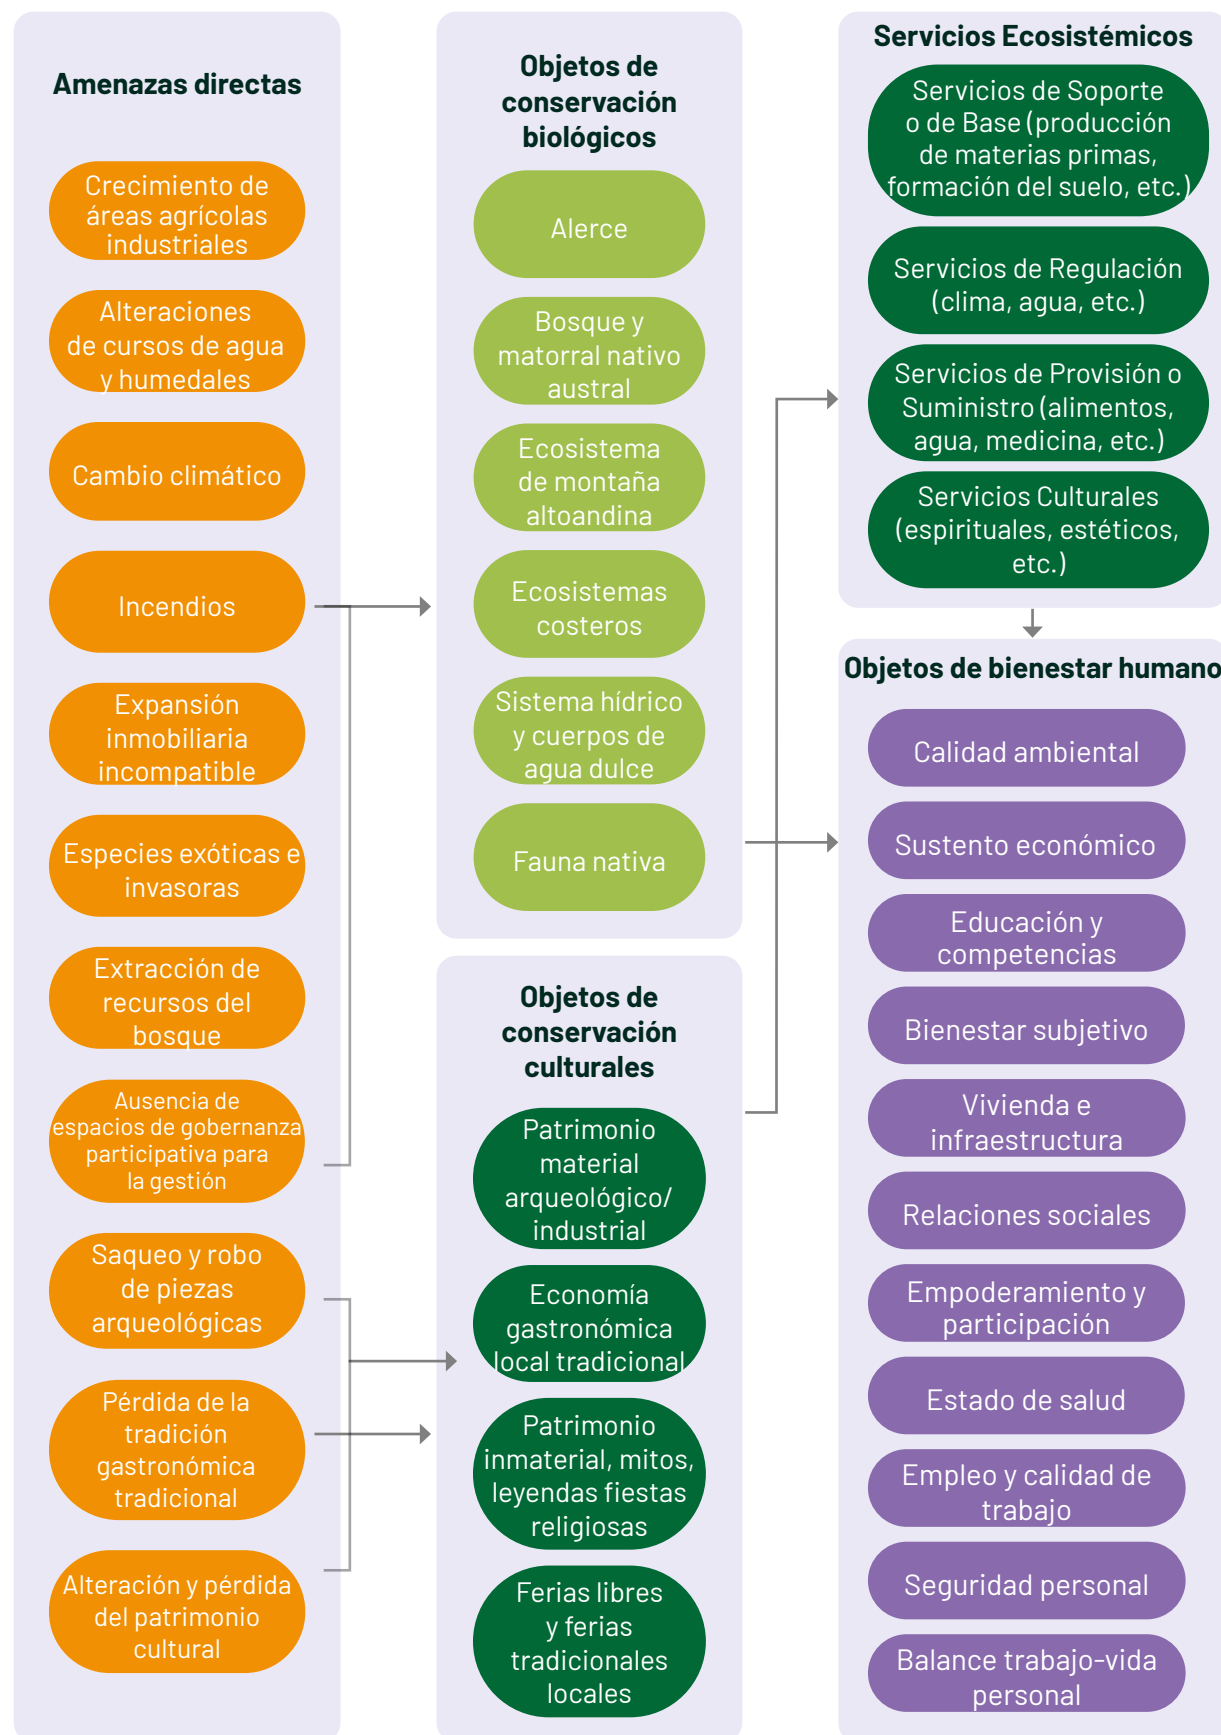 Amenazas directas
Crecimiento de
áreas agrícolas
industriales
Alteraciones
de cursos de agua
y humedales
Cambio climático
Incendios
Expansión
inmobiliaria
incompatible
Especies exóticas e
invasoras
Extracción de
recursos del
bosque
Ausencia de
espacios de gobernanza
participativa para
la gestión
Saqueo y robo
de piezas
arqueológicas
Pérdida de la
tradición
gastronómica
tradicional
Alteración y pérdida
del patrimonio
cultural
Objetos de
conservación
biológicos
Alerce
Bosque y
matorral nativo
austral
Ecosistema
de montaña
altoandina
Ecosistemas
costeros
Sistema hídrico
y cuerpos de
agua dulce
Fauna nativa
Objetos de
conservación
culturales
Patrimonio
material
arqueológico/
industrial
Economía
gastronómica
local tradicional
Patrimonio
inmaterial, mitos,
leyendas fiestas
religiosas
Ferias libres
y ferias
tradicionales
locales
Servicios Ecosistémicos
Servicios de Soporte
o de Base (producción
de materias primas,
formación del suelo, etc.)
Servicios de Regulación
(clima, agua, etc.)
Servicios de Provisión o
Suministro (alimentos,
agua, medicina, etc.)
Servicios Culturales
(espirituales, estéticos,
etc.)
Objetos de bienestar humano
Calidad ambiental
Sustento económico
Educación y
competencias
Bienestar subjetivo
Vivienda e
infraestructura
Relaciones sociales
Empoderamiento y
participación
Estado de salud
Empleo y calidad de
trabajo
Seguridad personal
Balance trabajo-vida
personal